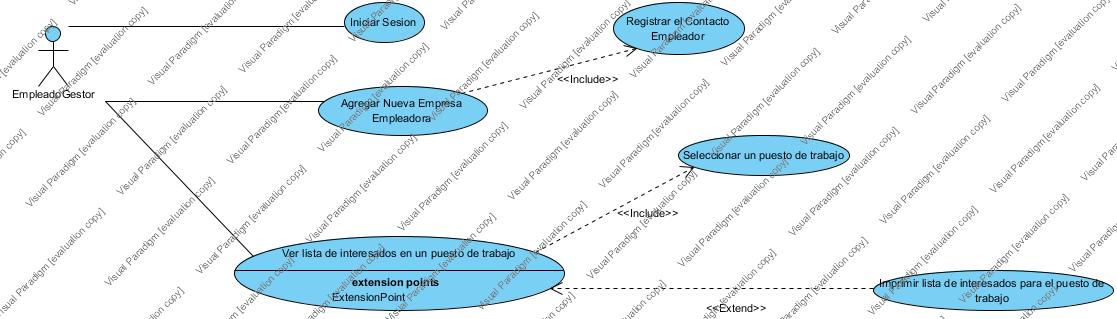 Iniciar Sesion
Registrar el Contacto
Empleador
EmpleadoGestor
<<Include>>
Agregar Nueva Empresa
Empleadora
Seleccionar un puesto de trabajo
<<Include>>
Ver lista de interesados en un puesto de trabajo
extension points
ExtensionPoint
Imprimir lista de interesados para el puesto de
trabajo
<<Extend>>
Visual Paradigm [evaluation copy]